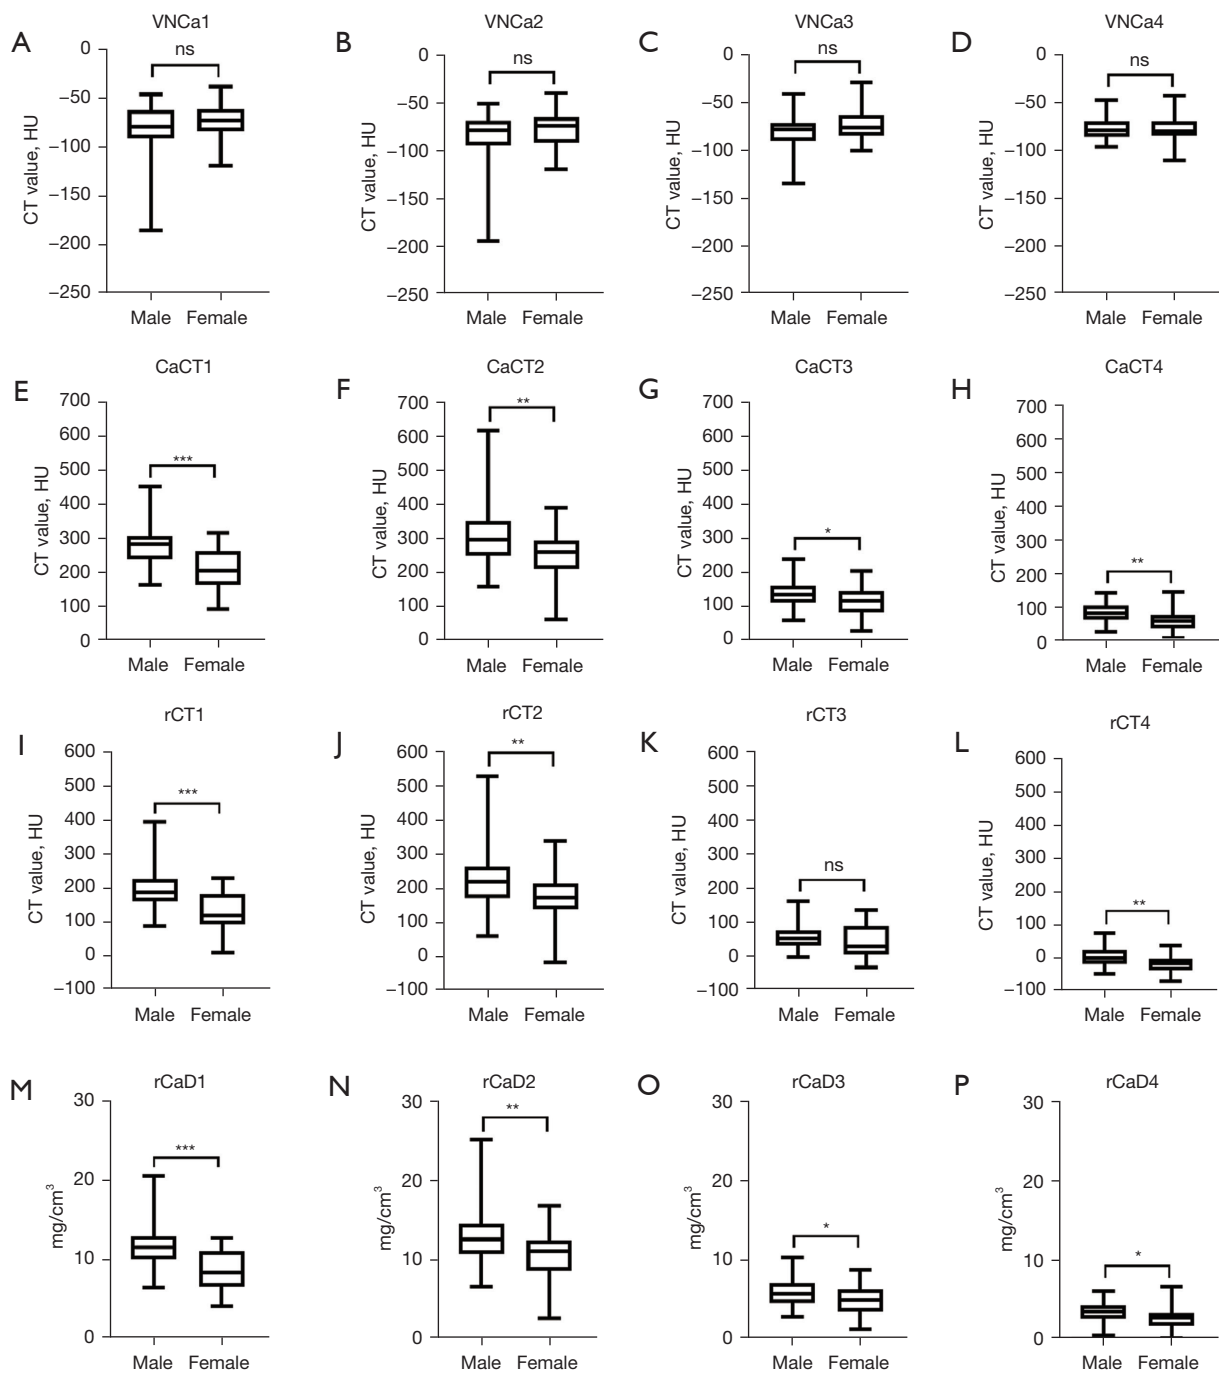 VNCa1
A
0
–50
–100
–150
–200
–250
CT value, HU
ns
Male Female
VNCa2
B
0
–50
–100
–150
–200
–250
CT value, HU
ns
Male Female
VNCa3
C
0
–50
–100
–150
–200
–250
CT value, HU
ns
Male Female
VNCa4
D
0
–50
–100
–150
–200
–250
CT value, HU
ns
Male Female
CaCT1
E
700
600
500
400
300
200
100
0
CT value, HU
***
Male Female
CaCT2
F
700
600
500
400
300
200
100
0
CT value, HU
**
Male Female
CaCT3
G
700
600
500
400
300
200
100
0
CT value, HU
*
Male Female
CaCT4
H
700
600
500
400
300
200
100
0
CT value, HU
**
Male Female
rCT1
I
600
500
400
300
200
100
0
–100
CT value, HU
***
Male Female
rCT2
J
600
500
400
300
200
100
0
–100
CT value, HU
**
Male Female
rCT3
K
600
500
400
300
200
100
0
–100
CT value, HU
ns
Male Female
rCT4
L
600
500
400
300
200
100
0
–100
CT value, HU
**
Male Female
rCaD1
M
30
20
10
0
mg/cm³
***
Male Female
rCaD2
N
30
20
10
0
mg/cm³
**
Male Female
rCaD3
O
30
20
10
0
mg/cm³
*
Male Female
rCaD4
P
30
20
10
0
mg/cm³
*
Male Female